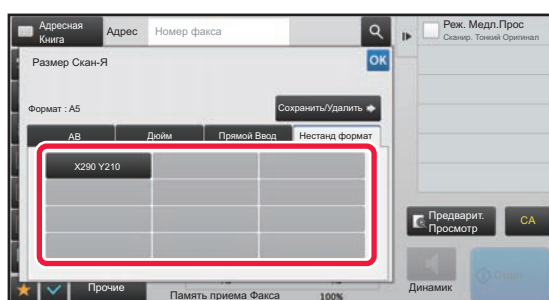 Адресная
Книга
Адрес
Номер факса
Реж. Медл.Прос
Сканир. Тонкий Оригинал
Размер Скан-Я
OK
Формат : A5
Сохранить/Удалить
AB
Дюйм
Прямой Ввод
Нестанд формат
X290 Y210
Предварит.
Просмотр
CA
Прочие
Память приема Факса
100%
Динамик
Старт